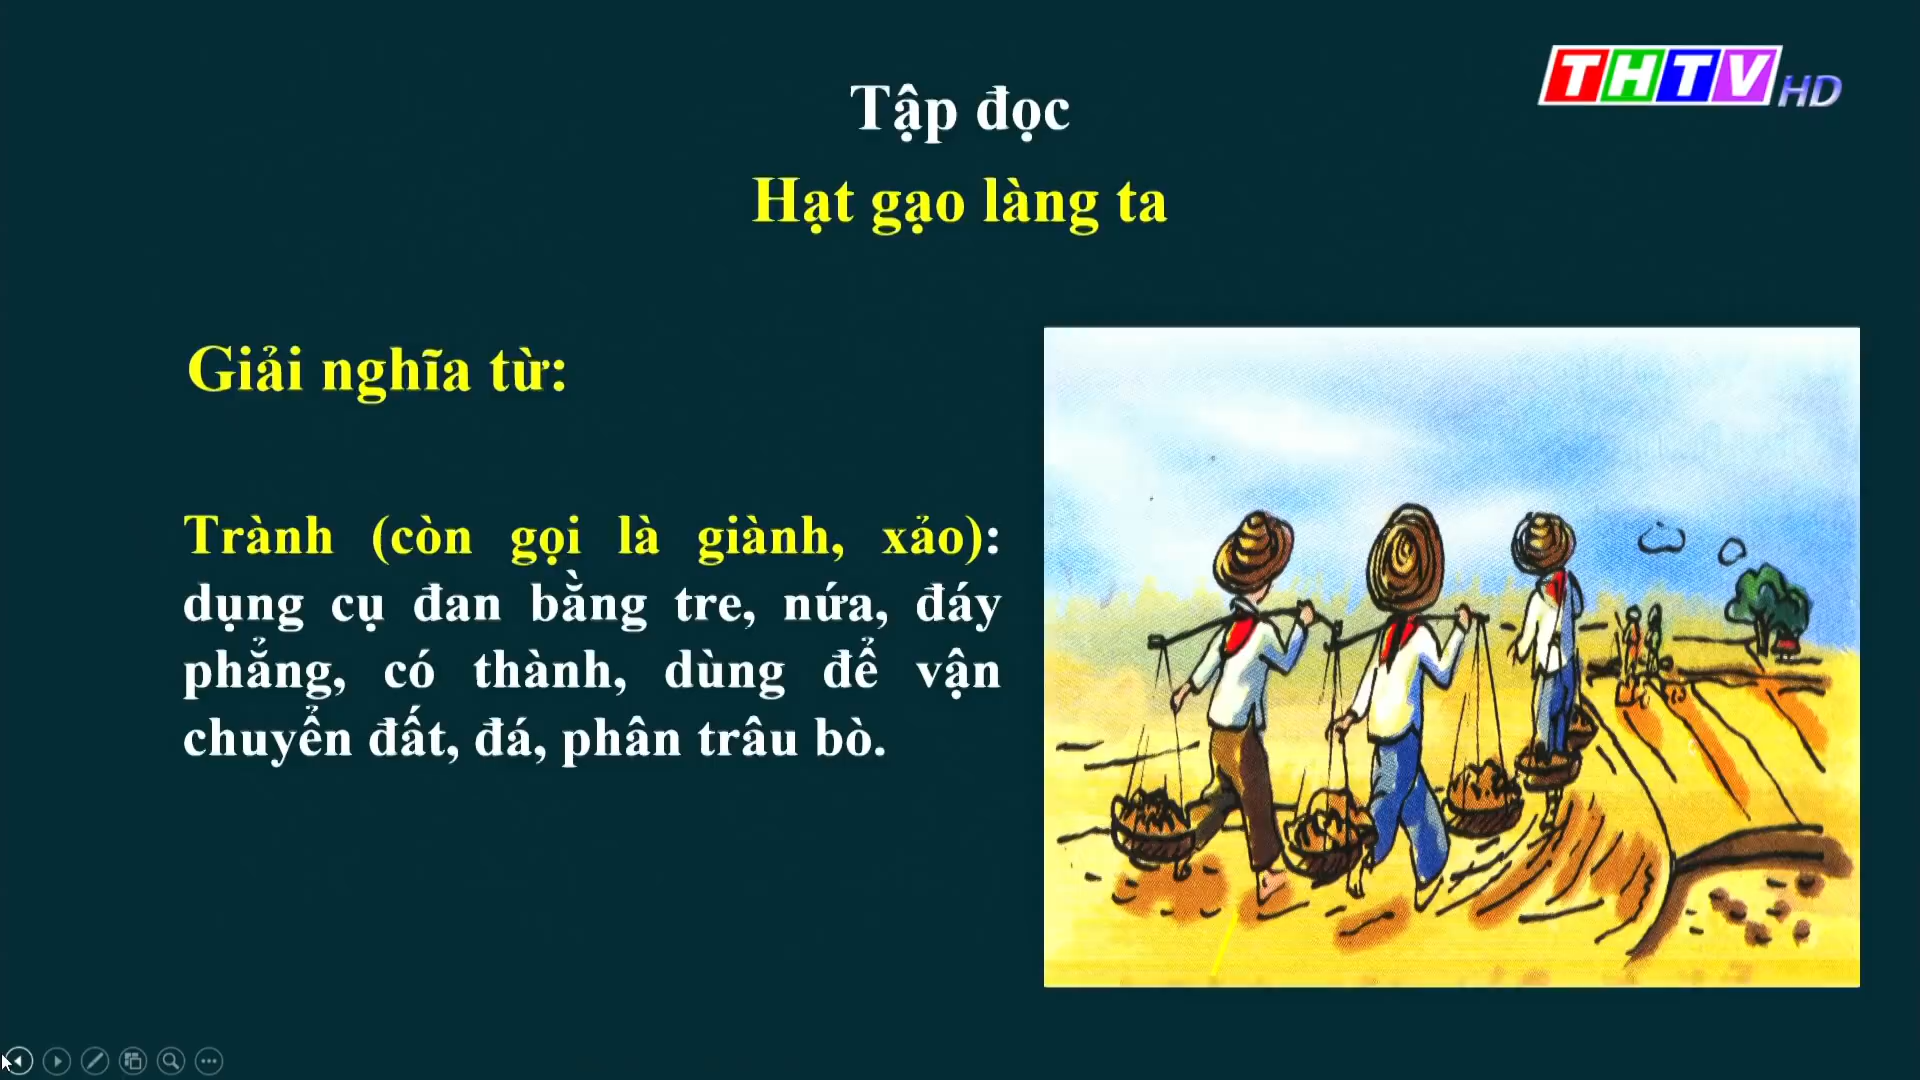 THTV HD
Tập đọc
Hạt gạo làng ta
Giải nghĩa từ:
Trành (còn gọi là giành, xảo):
dụng cụ đan bằng tre, nứa, đáy
phẳng, có thành, dùng để vận
chuyển đất, đá, phân trâu bò.